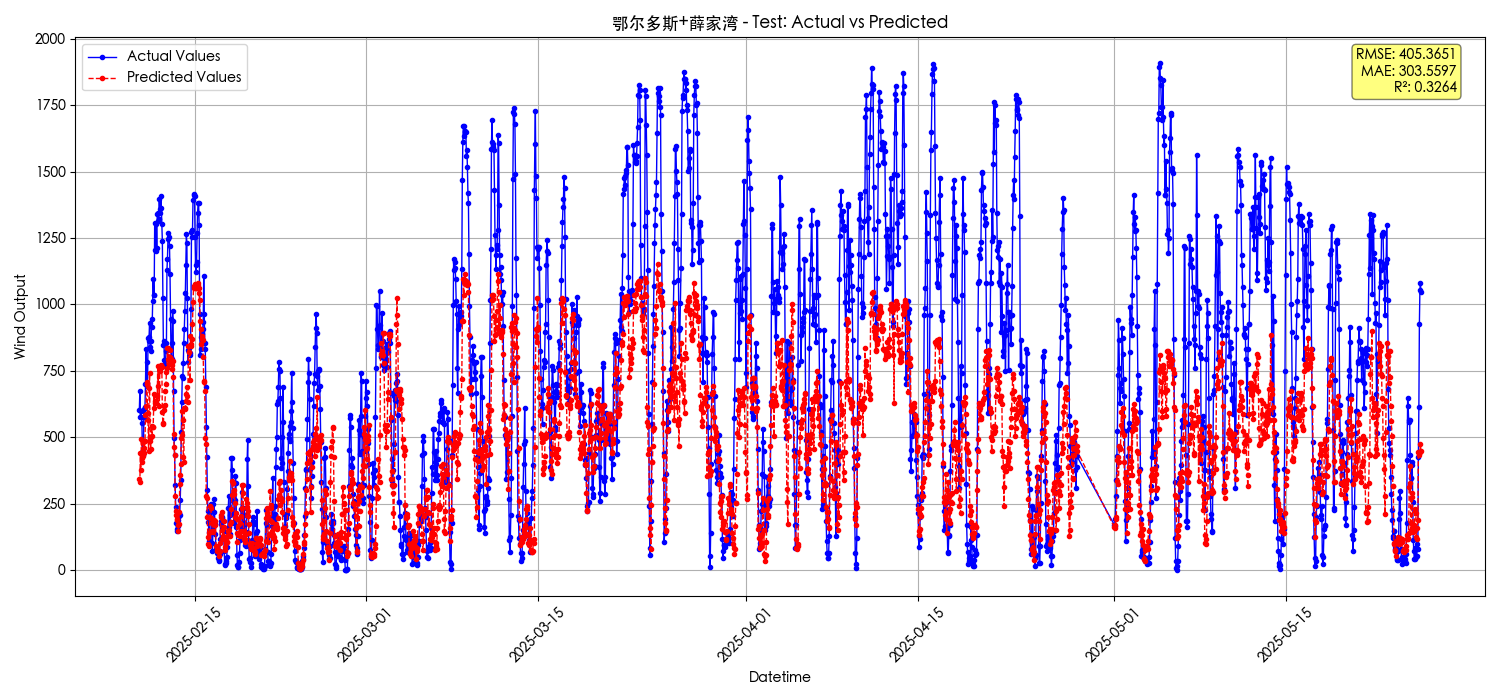 鄂尔多斯+薛家湾 - Test: Actual vs Predicted
Actual Values
Predicted Values
RMSE: 405.3651
MAE: 303.5597
R²: 0.3264
Wind Output
2000
1750
1500
1250
1000
750
500
250
0
2025-02-15
2025-03-01
2025-03-15
2025-04-01
2025-04-15
2025-05-01
2025-05-15
Datetime